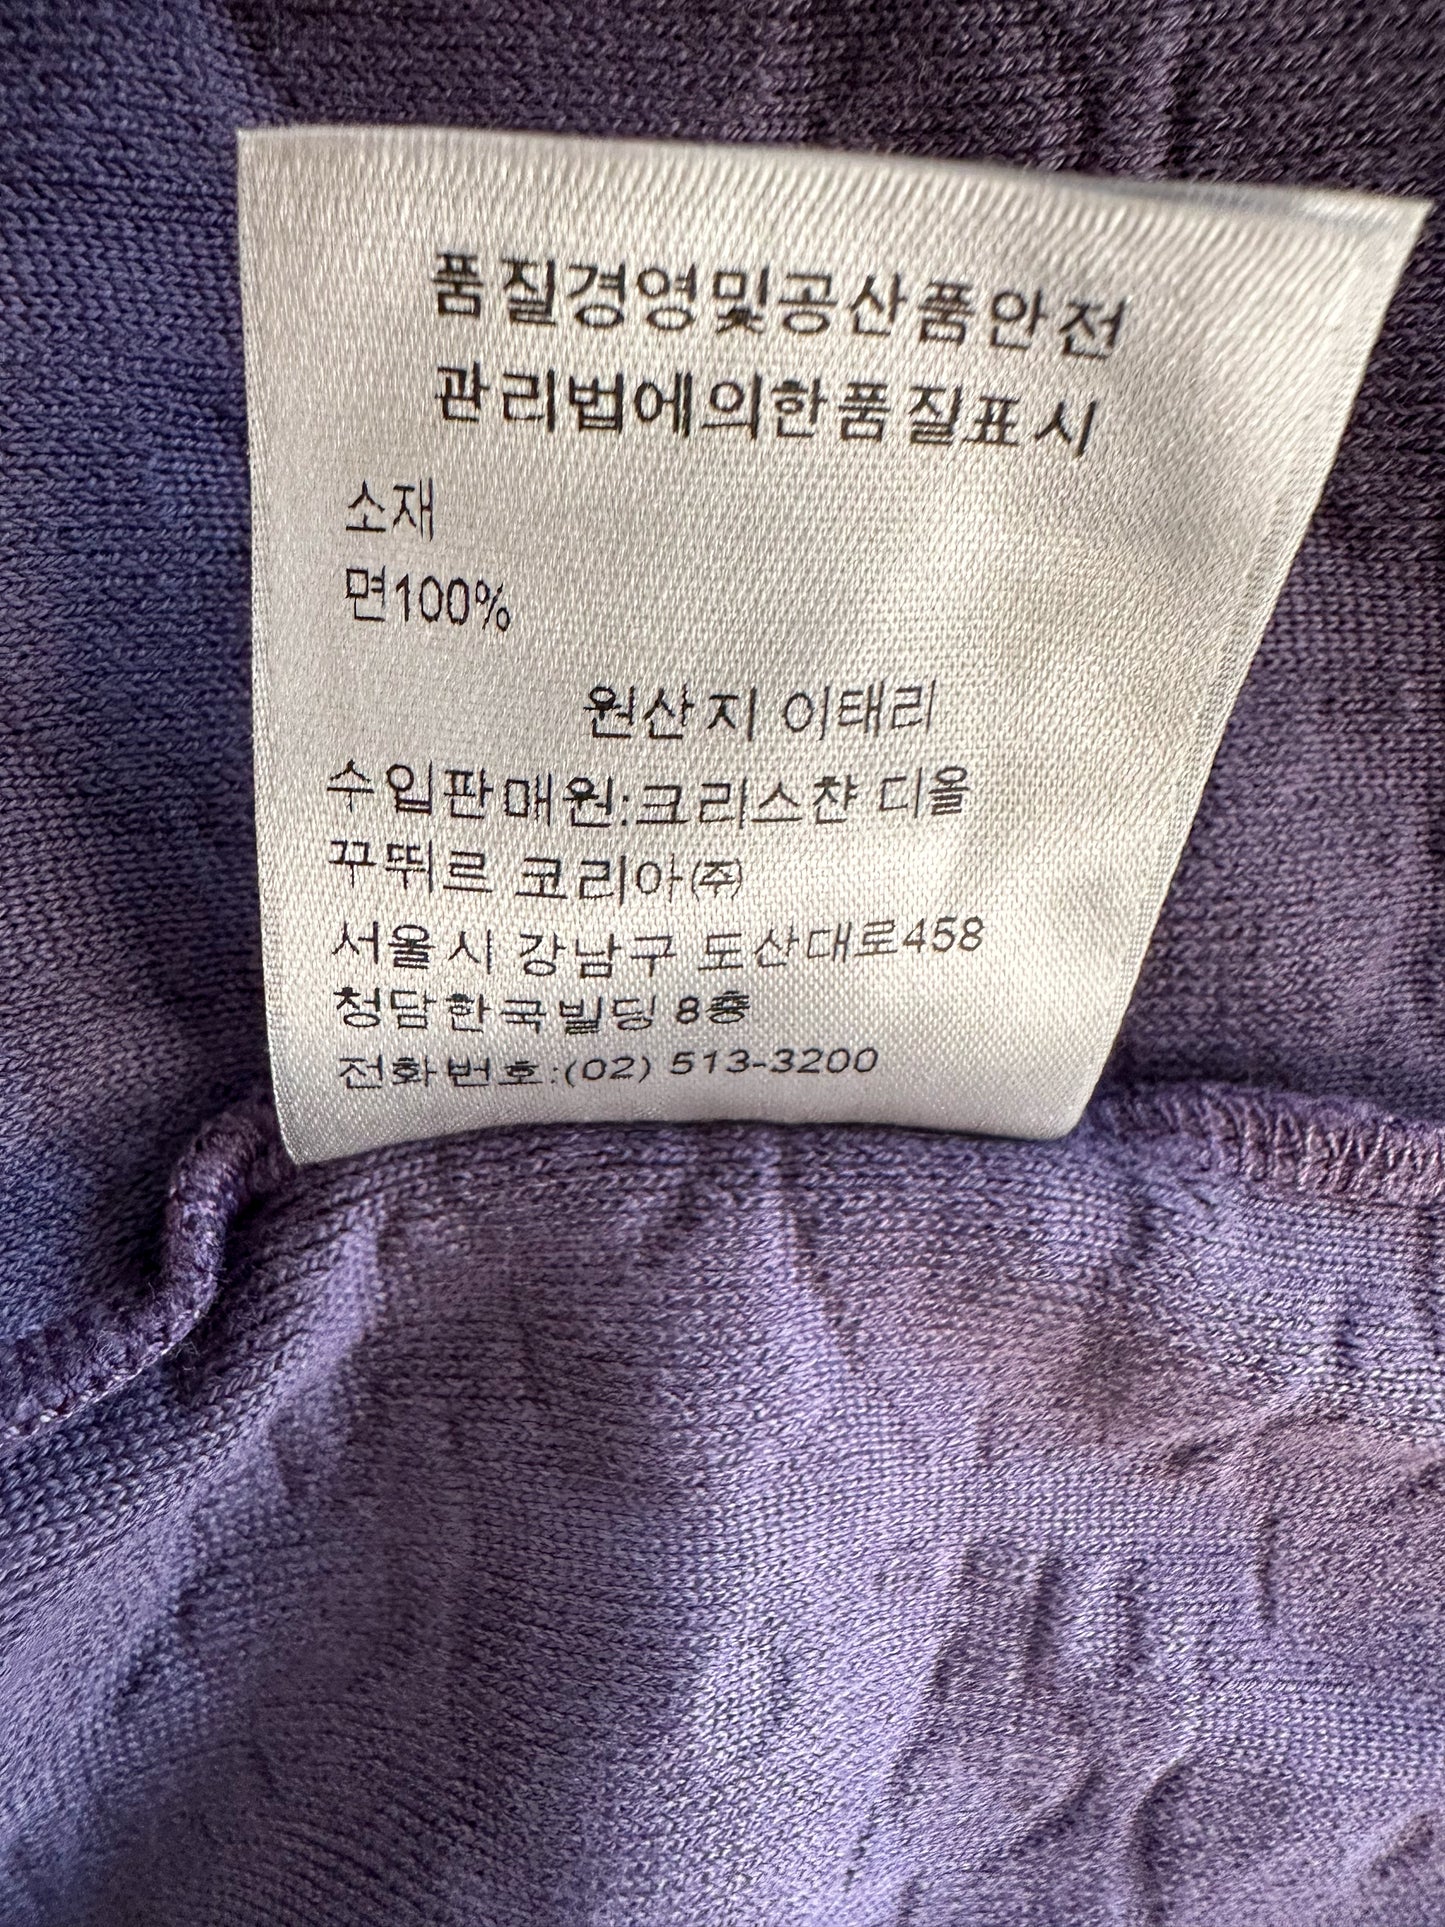 품질경영및공산품안전
관리법에의한품질표시
소재
면100%
원산지 이태리
수입판매원:크리스챤 디올
꾸뛰르 코리아㈜
서울시 강남구 도산대로458
청담한국빌딩 8층
전화번호:(02) 513-3200